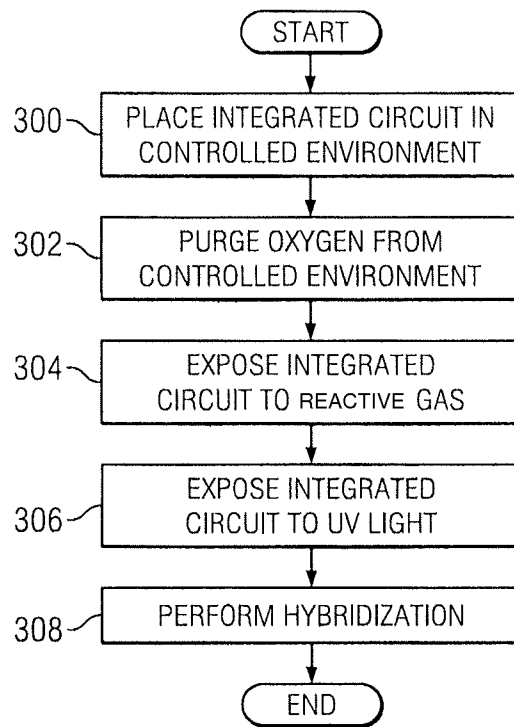 START
300
PLACE INTEGRATED CIRCUIT IN
CONTROLLED ENVIRONMENT
302
PURGE OXYGEN FROM
CONTROLLED ENVIRONMENT
304
EXPOSE INTEGRATED
CIRCUIT TO REACTIVE GAS
306
EXPOSE INTEGRATED
CIRCUIT TO UV LIGHT
308
PERFORM HYBRIDIZATION
END